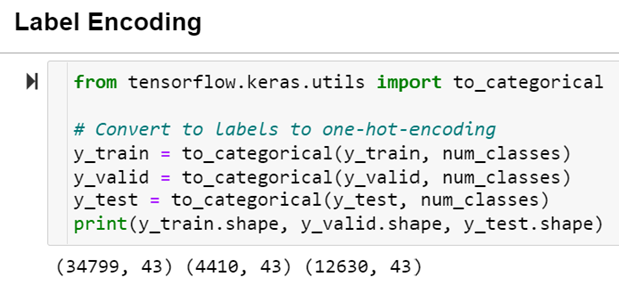 Label Encoding
from tensorflow.keras.utils import to_categorical
# Convert to labels to one-hot-encoding
y_train = to_categorical(y_train, num_classes)
y_valid = to_categorical(y_valid, num_classes)
y_test = to_categorical(y_test, num_classes)
print(y_train.shape, y_valid.shape, y_test.shape)
(34799, 43) (4410, 43) (12630, 43)